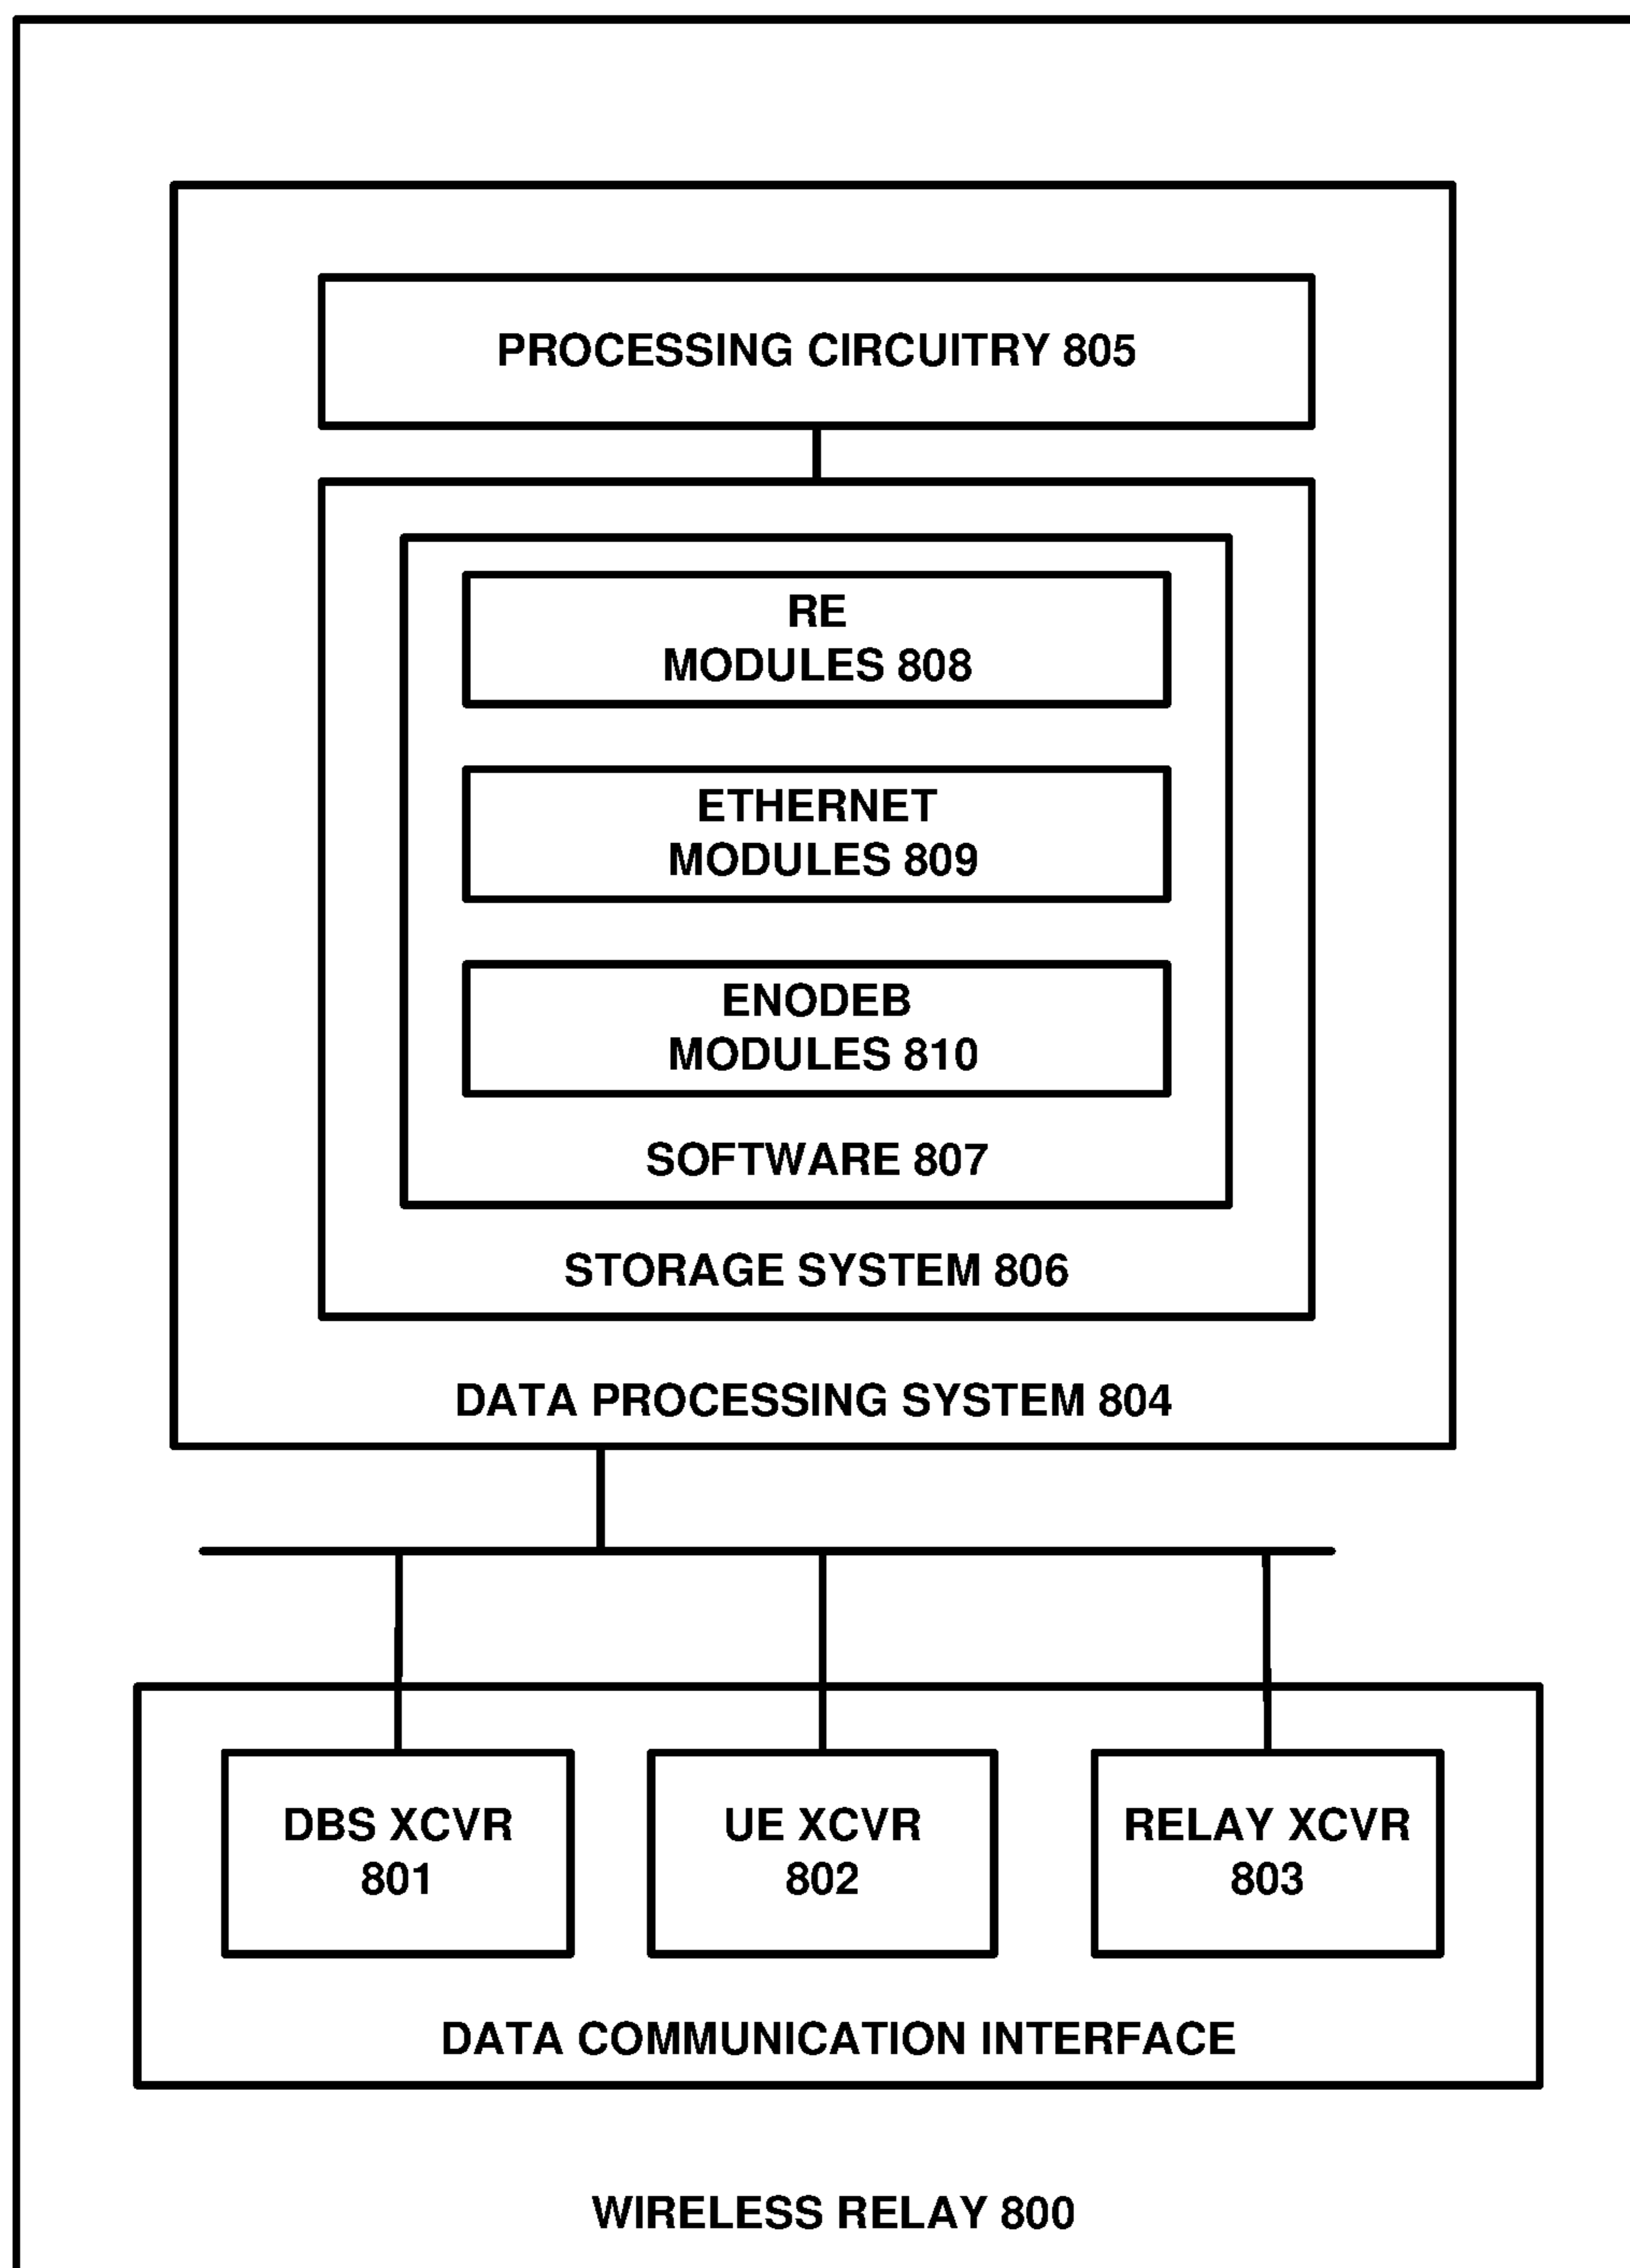 PROCESSING CIRCUITRY 805
RE
MODULES 808
ETHERNET
MODULES 809
ENODEB
MODULES 810
SOFTWARE 807
STORAGE SYSTEM 806
DATA PROCESSING SYSTEM 804
DBS XCVR
801
UE XCVR
802
RELAY XCVR
803
DATA COMMUNICATION INTERFACE
WIRELESS RELAY 800